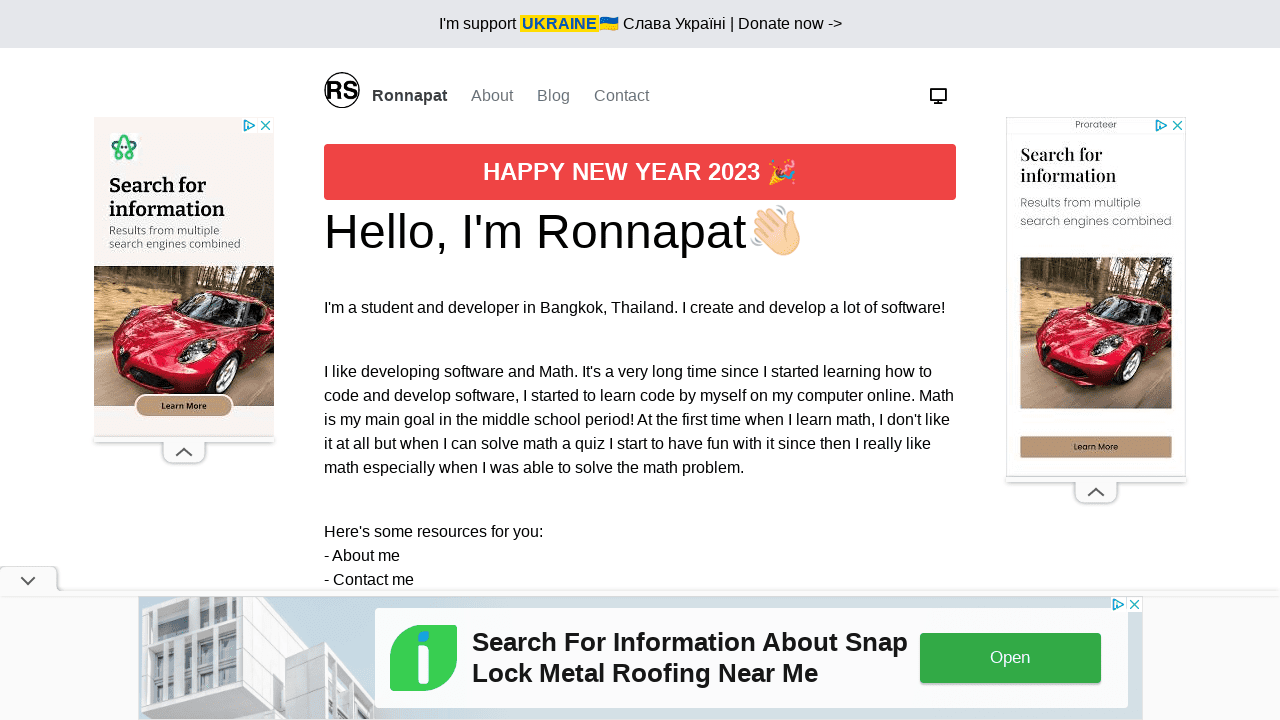 I'm support UKRAINE🇺🇦 Слава Україні | Donate now ->
RS Ronnapat About Blog Contact
HAPPY NEW YEAR 2023 🎉
Hello, I'm Ronnapat👋🏻
I'm a student and developer in Bangkok, Thailand. I create and develop a lot of software!
I like developing software and Math. It's a very long time since I started learning how to
code and develop software, I started to learn code by myself on my computer online. Math
is my main goal in the middle school period! At the first time when I learn math, I don't like
it at all but when I can solve math a quiz I start to have fun with it since then I really like
math especially when I was able to solve the math problem.
Here's some resources for you:
- About me
- Contact me
Search for
information
Results from multiple
search engines combined
Learn More
Prorateer
Search for
information
Results from multiple
search engines combined
Learn More
Search For Information About Snap
Lock Metal Roofing Near Me
Open